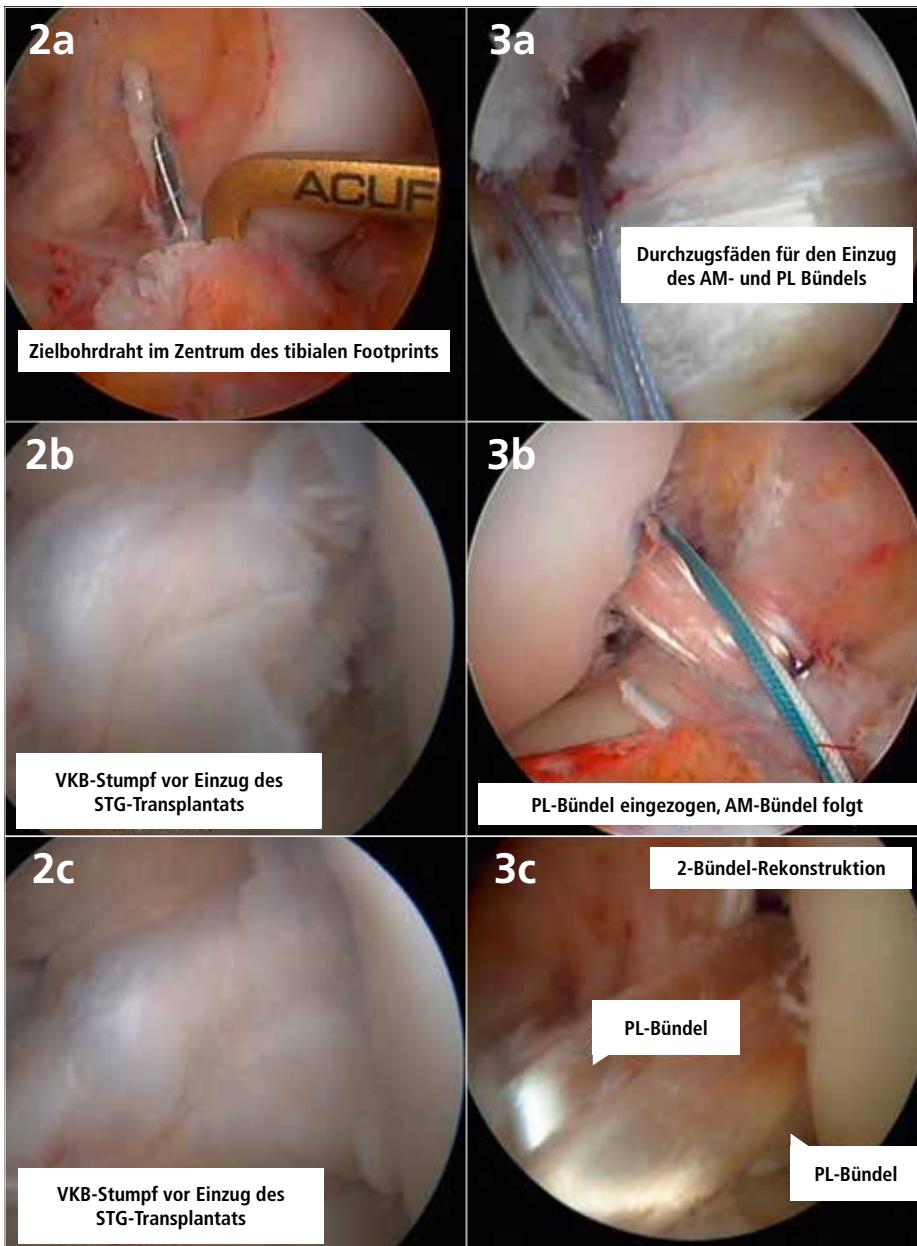 2a
ACUF
Zielbohrdraht im Zentrum des tibialen Footprints
3a
Durchzugsfäden für den Einzug
des AM- und PL Bündels
2b
VKB-Stumpf vor Einzug des
STG-Transplantats
3b
PL-Bündel eingezogen, AM-Bündel folgt
2c
VKB-Stumpf vor Einzug des
STG-Transplantats
3c
2-Bündel-Rekonstruktion
PL-Bündel
PL-Bündel